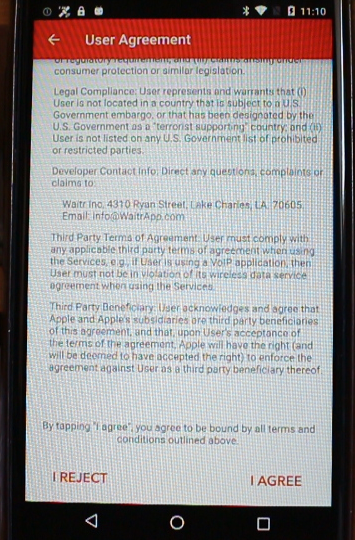 11:10
User Agreement
or regulatory requirement; and (iii) claims arising under
consumer protection or similar legislation.
Legal Compliance: User represents and warrants that (i)
User is not located in a country that is subject to a U.S.
Government embargo, or that has been designated by the
U.S. Government as a "terrorist supporting" country; and (ii)
User is not listed on any U.S. Government list of prohibited
or restricted parties.
Developer Contact Info: Direct any questions, complaints or
claims to:
Waitr Inc, 4310 Ryan Street, Lake Charles, LA, 70605.
Email: info@WaitrApp.com
Third Party Terms of Agreement: User must comply with
any applicable third party terms of agreement when using
the Services, e.g., if User is using a VoIP application, then
User must not be in violation of its wireless data service
agreement when using the Services.
Third Party Beneficiary: User acknowledges and agree that
Apple and Apple's subsidiaries are third party beneficiaries
of this agreement, and that, upon User's acceptance of
the terms of the agreement, Apple will have the right (and
will be deemed to have accepted the right) to enforce the
agreement against User as a third party beneficiary thereof.
By tapping "I agree", you agree to be bound by all terms and
conditions outlined above.
I REJECT
I AGREE